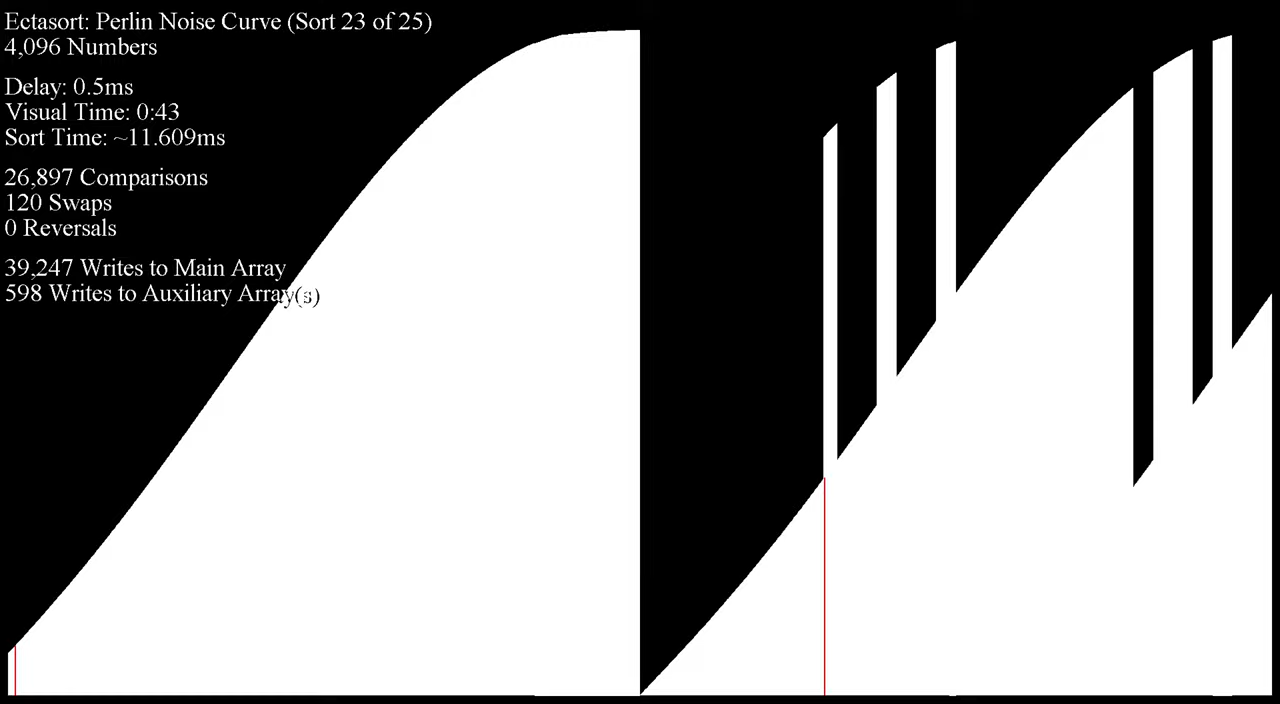 Ectasort: Perlin Noise Curve (Sort 23 of 25)
4,096 Numbers
Delay: 0.5ms
Visual Time: 0:43
Sort Time: ~11.609ms
26,897 Comparisons
120 Swaps
0 Reversals
39,247 Writes to Main Array
598 Writes to Auxiliary Array(s)